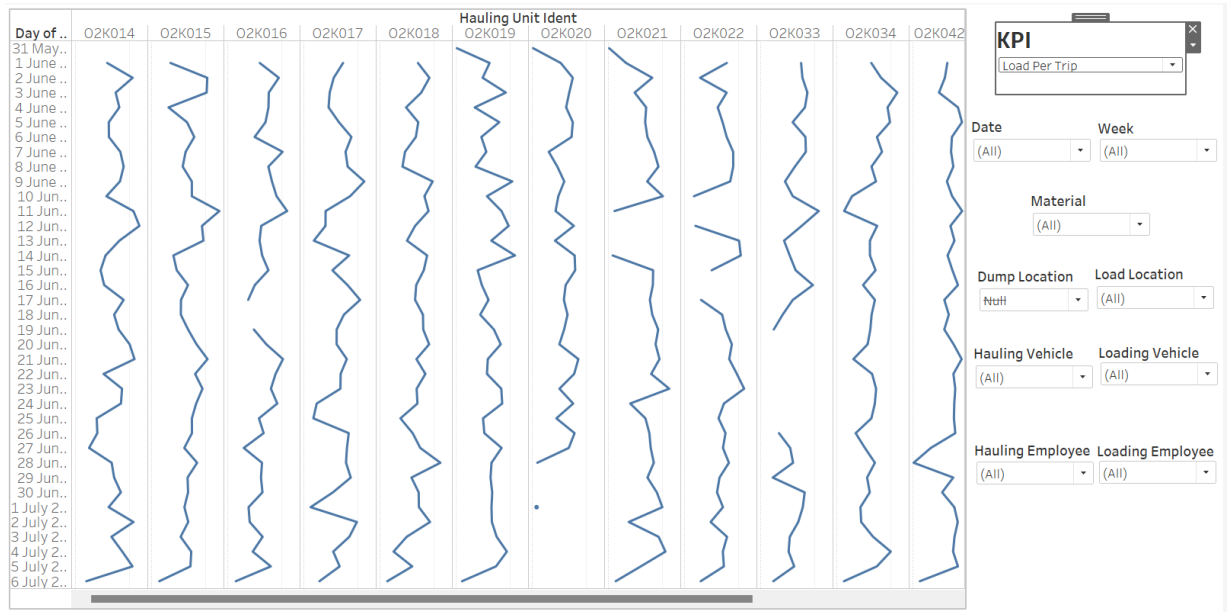 Hauling Unit Ident
Day of .. O2K014 O2K015 O2K016 O2K017 O2K018 O2K019 O2K020 O2K021 O2K022 O2K033 O2K034 O2K042
31 May..
1 June ..
2 June ..
3 June ..
4 June ..
5 June ..
6 June ..
7 June ..
8 June ..
9 June ..
10 Jun..
11 Jun..
12 Jun..
13 Jun..
14 Jun..
15 Jun..
16 Jun..
17 Jun..
18 Jun..
19 Jun..
20 Jun..
21 Jun..
22 Jun..
23 Jun..
24 Jun..
25 Jun..
26 Jun..
27 Jun..
28 Jun..
29 Jun..
30 Jun..
1 July 2..
2 July 2..
3 July 2..
4 July 2..
5 July 2..
6 July 2..
KPI
Load Per Trip
Date Week
(All) (All)
Material
(All)
Dump Location Load Location
Null (All)
Hauling Vehicle Loading Vehicle
(All) (All)
Hauling Employee Loading Employee
(All) (All)